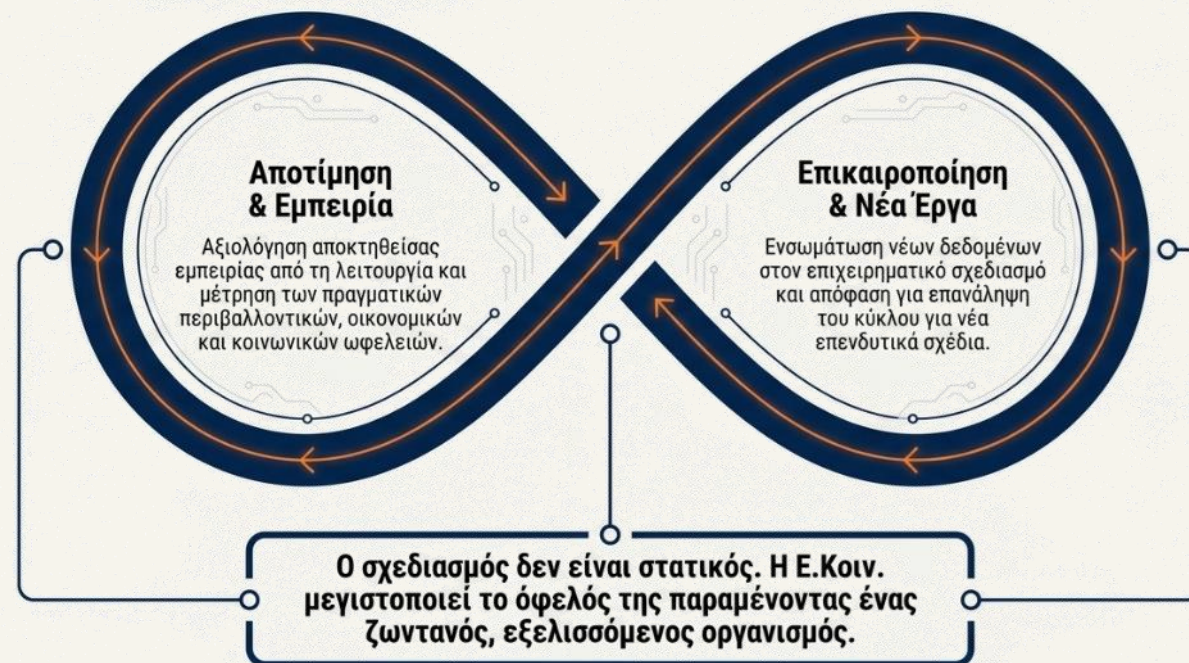 Αποτίμηση
& Εμπειρία
Αξιολόγηση αποκτηθείσας
εμπειρίας από τη λειτουργία και
μέτρηση των πραγματικών
περιβαλλοντικών, οικονομικών
και κοινωνικών ωφελειών.
Επικαιροποίηση
& Νέα Έργα
Ενσωμάτωση νέων δεδομένων
στον επιχειρηματικό σχεδιασμό
και απόφαση για επανάληψη
του κύκλου για νέα
επενδυτικά σχέδια.
Ο σχεδιασμός δεν είναι στατικός. Η Ε.Κοιν.
μεγιστοποιεί το όφελός της παραμένοντας ένας
ζωντανός, εξελισσόμενος οργανισμός.